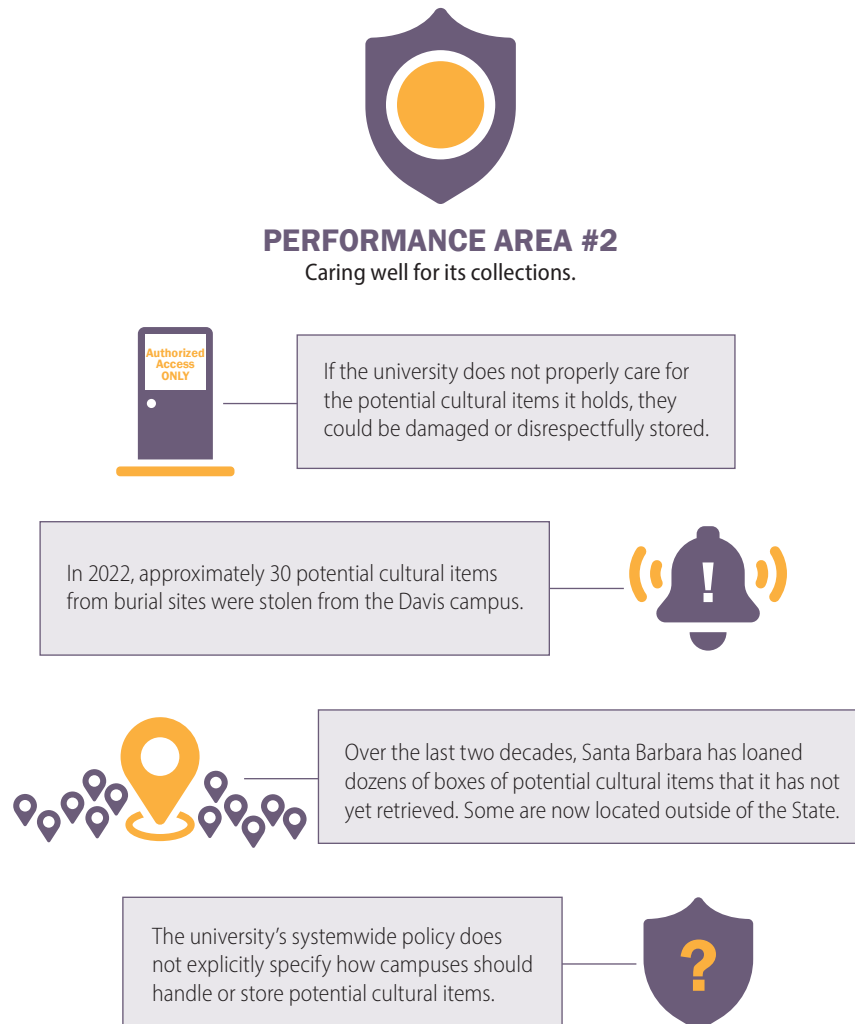 PERFORMANCE AREA #2
Caring well for its collections.
Authorized
Access
ONLY
If the university does not properly care for
the potential cultural items it holds, they
could be damaged or disrespectfully stored.
In 2022, approximately 30 potential cultural items
from burial sites were stolen from the Davis campus.
!
Over the last two decades, Santa Barbara has loaned
dozens of boxes of potential cultural items that it has not
yet retrieved. Some are now located outside of the State.
The university’s systemwide policy does
not explicitly specify how campuses should
handle or store potential cultural items.
?